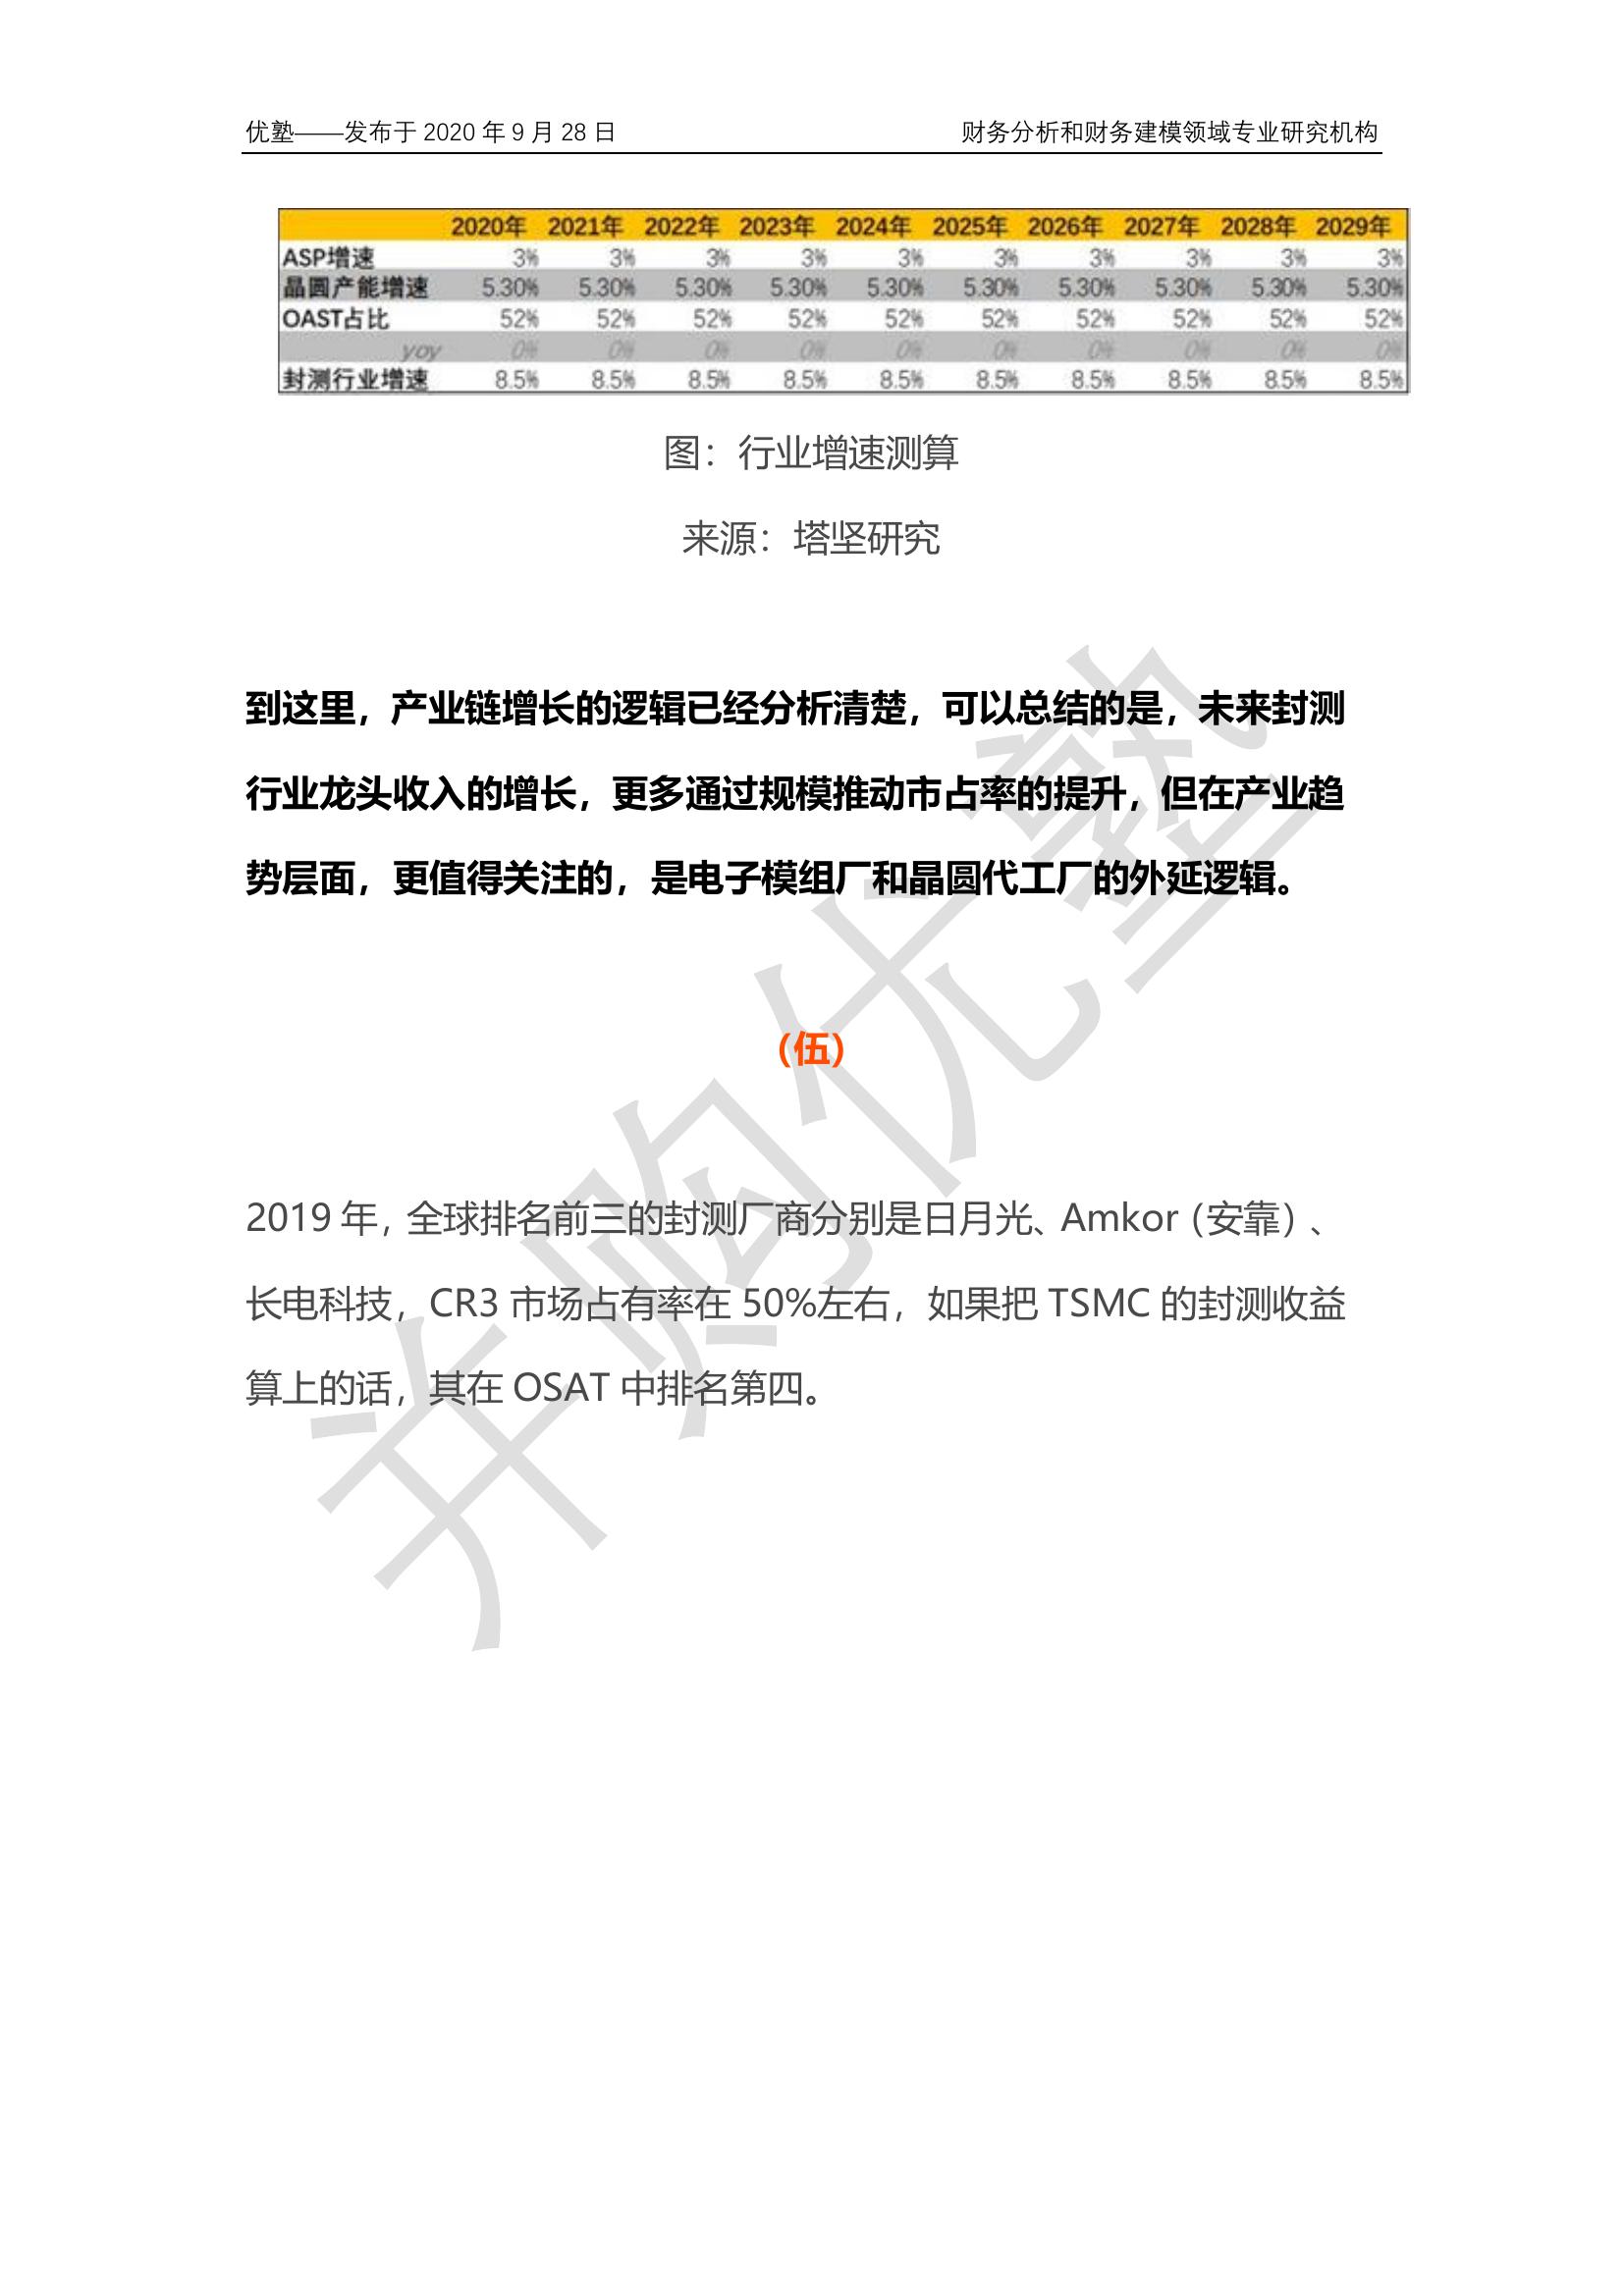 优塾——发布于 2020 年 9 月 28 日 财务分析和财务建模领域专业研究机构
2020年 2021年 2022年 2023年 2024年 2025年 2026年 2027年 2028年 2029年
ASP增速 3% 3% 3% 3% 3% 3% 3% 3% 3% 3%
晶圆产能增速 5.30% 5.30% 5.30% 5.30% 5.30% 5.30% 5.30% 5.30% 5.30% 5.30%
OAST占比 52% 52% 52% 52% 52% 52% 52% 52% 52% 52%
yoy 0% 0% 0% 0% 0% 0% 0% 0% 0% 0%
封测行业增速 8.5% 8.5% 8.5% 8.5% 8.5% 8.5% 8.5% 8.5% 8.5% 8.5%
图：行业增速测算
来源：塔坚研究
到这里，产业链增长的逻辑已经分析清楚，可以总结的是，未来封测
行业龙头收入的增长，更多通过规模推动市占率的提升，但在产业趋
势层面，更值得关注的，是电子模组厂和晶圆代工厂的外延逻辑。
（伍）
2019 年，全球排名前三的封测厂商分别是日月光、Amkor（安靠）、
长电科技，CR3 市场占有率在 50%左右，如果把 TSMC 的封测收益
算上的话，其在 OSAT 中排名第四。
并购优塾